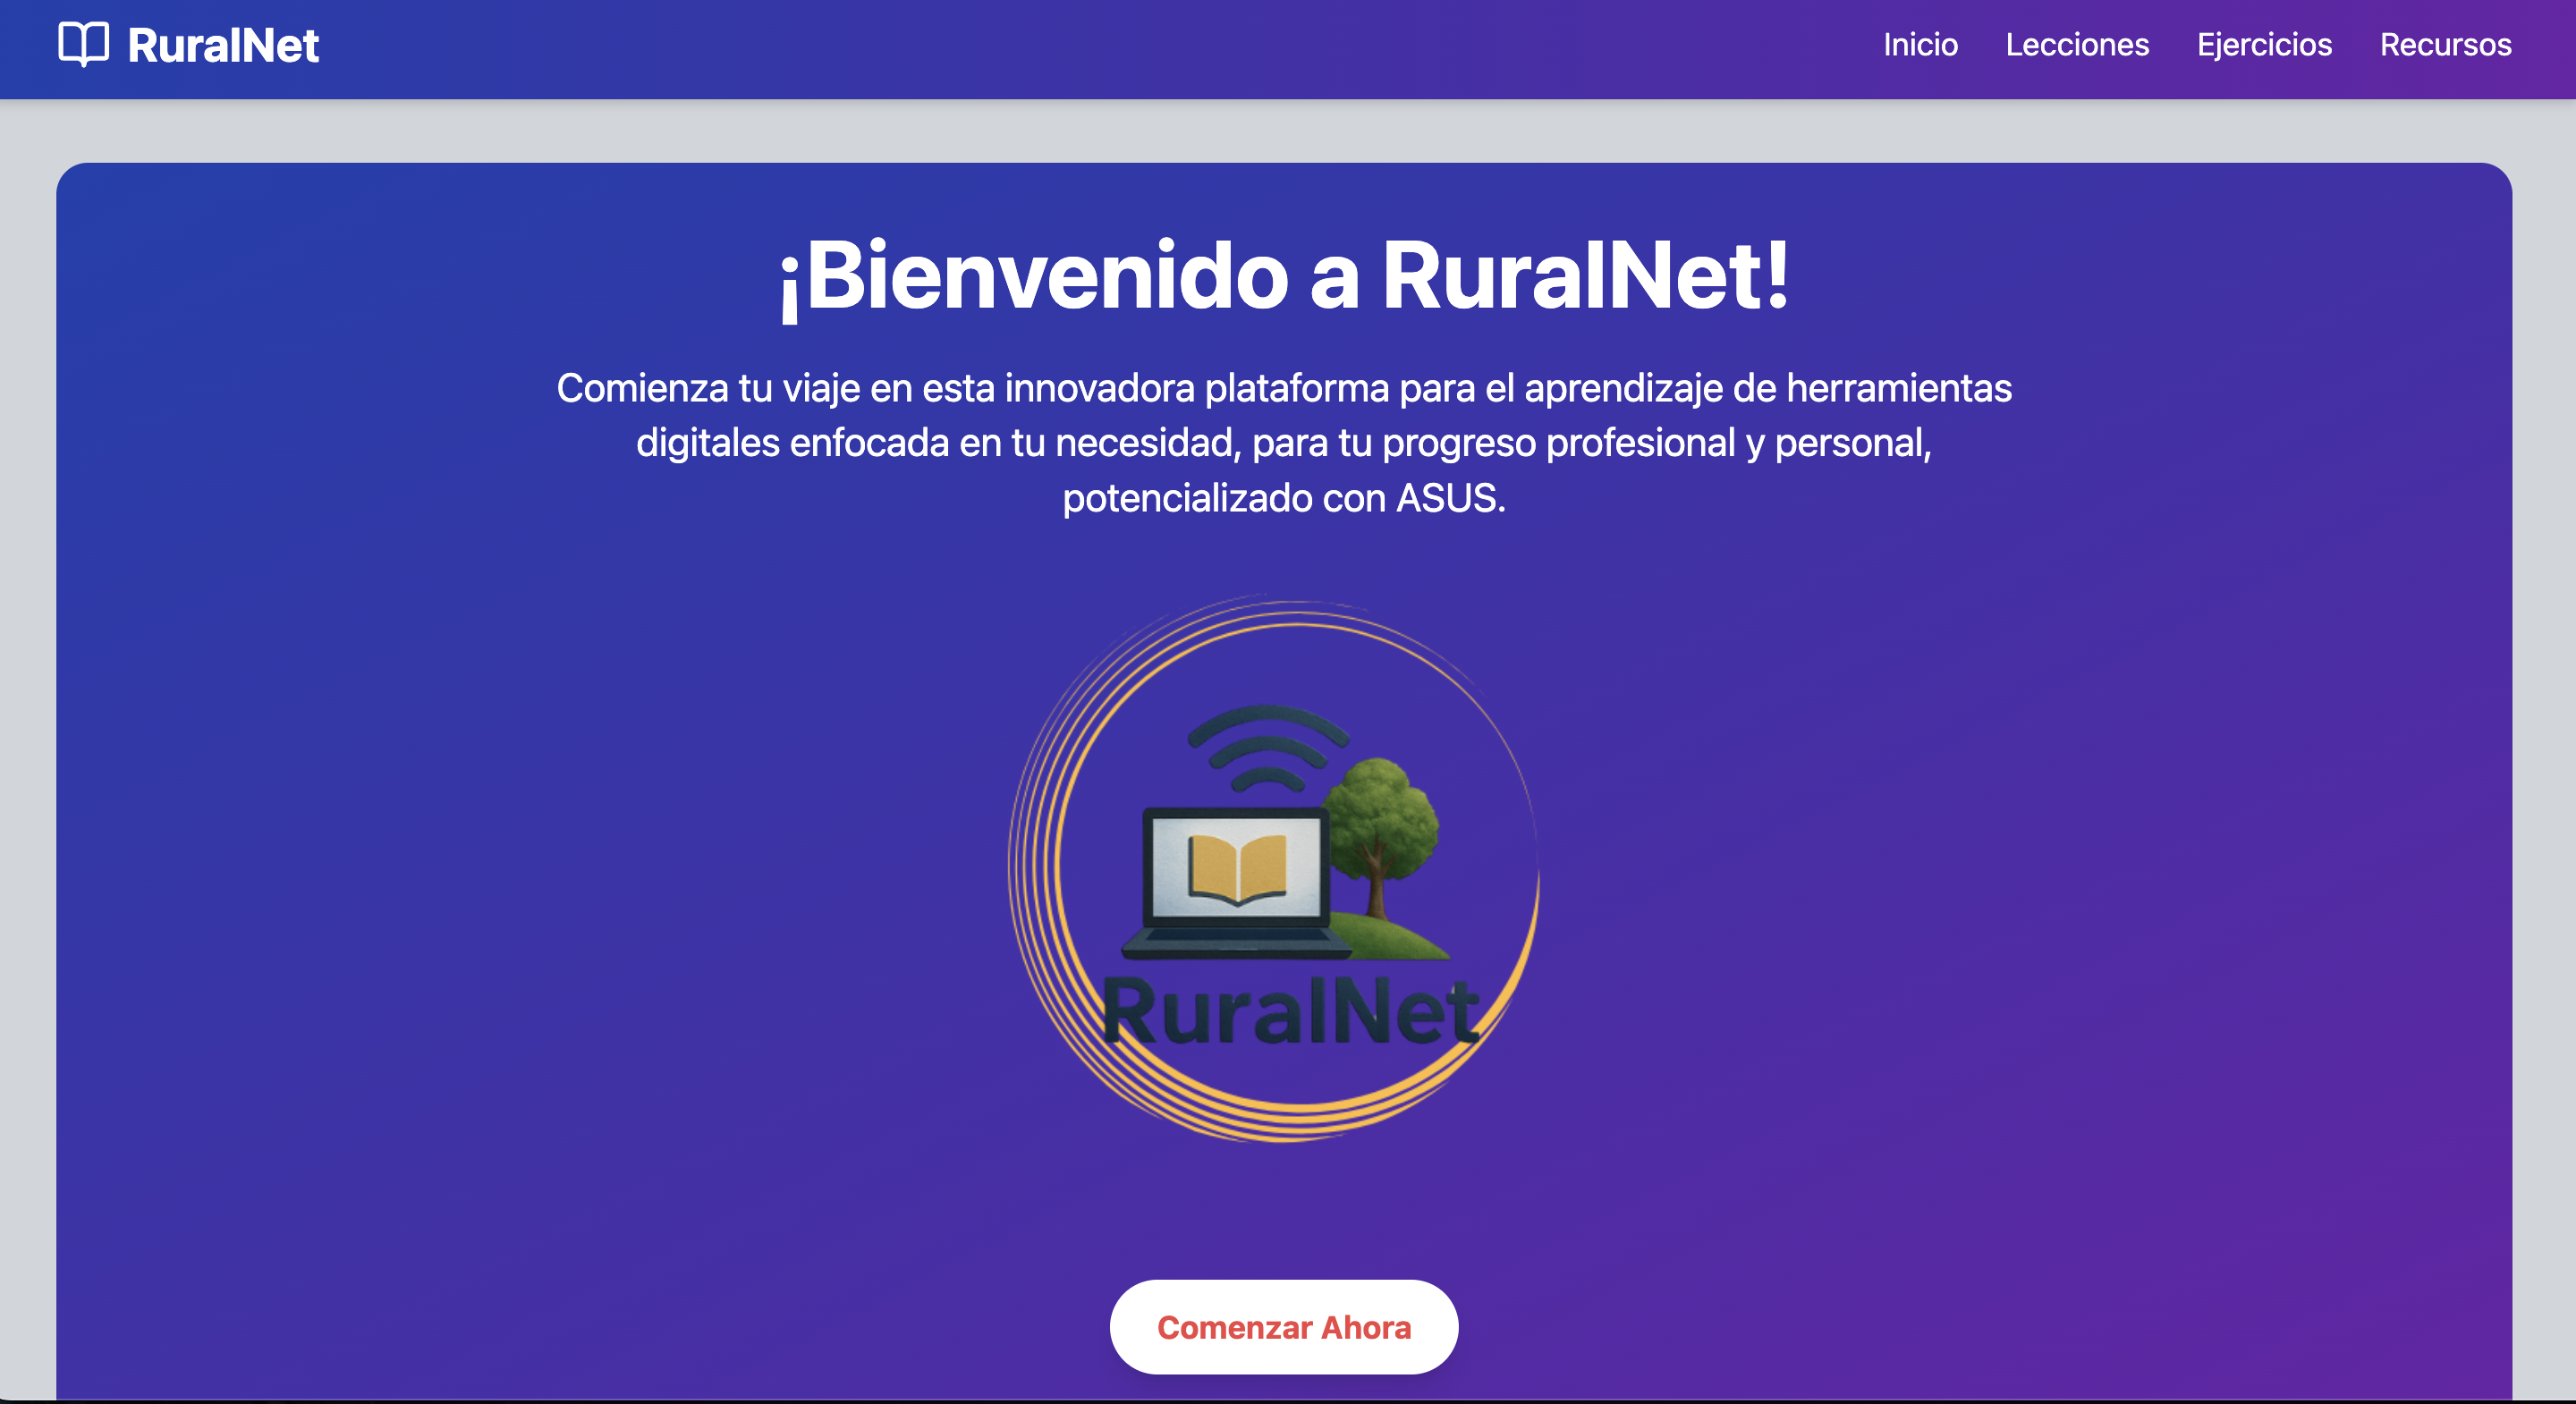 RuralNet
Inicio
Lecciones
Ejercicios
Recursos
¡Bienvenido a RuralNet!
Comienza tu viaje en esta innovadora plataforma para el aprendizaje de herramientas
digitales enfocada en tu necesidad, para tu progreso profesional y personal,
potencializado con ASUS.
RuralNet
Comenzar Ahora